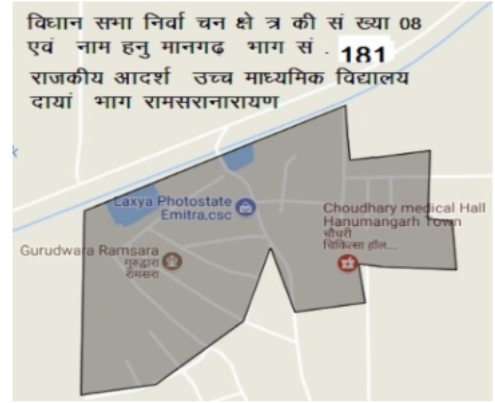 विधान सभा निर्वा चन क्षे त्र की सं ख्या 08
एवं नाम हनु मानगढ़ भाग सं . 181
राजकीय आदर्श उच्च माध्यमिक विद्यालय
दायां भाग रामसरानारायण
Laxya Photostate
Emitra,csc
Choudhary medical Hall
Hanumangarh Town
चौधरी
चिकित्सा हॉल...
Gurudwara Ramsara
गुरुद्वारा
रामसरा